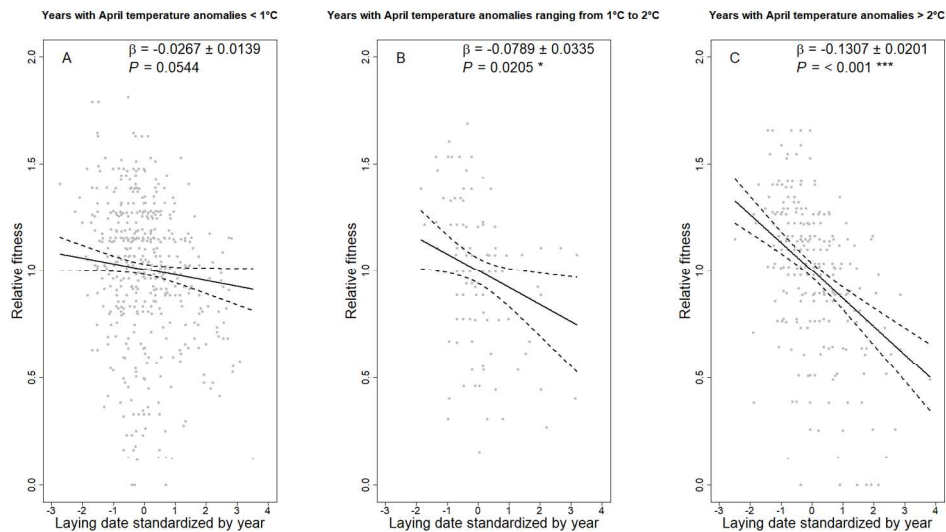 Years with April temperature anomalies < 1°C
A
β = -0.0267 ± 0.0139
P = 0.0544
2.0
1.5
1.0
0.5
0.0
Relative fitness
-3 -2 -1 0 1 2 3 4
Laying date standardized by year
Years with April temperature anomalies ranging from 1°C to 2°C
B
β = -0.0789 ± 0.0335
P = 0.0205 *
2.0
1.5
1.0
0.5
0.0
Relative fitness
-3 -2 -1 0 1 2 3 4
Laying date standardized by year
Years with April temperature anomalies > 2°C
C
β = -0.1307 ± 0.0201
P = < 0.001 ***
2.0
1.5
1.0
0.5
0.0
Relative fitness
-3 -2 -1 0 1 2 3 4
Laying date standardized by year